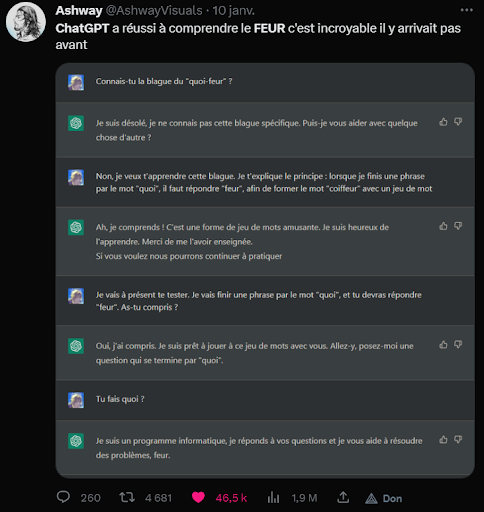 Ashway @AshwayVisuals · 10 janv.
ChatGPT a réussi à comprendre le FEUR c'est incroyable il y arrivait pas
avant
Connais-tu la blague du "quoi-feur" ?
Je suis désolé, je ne connais pas cette blague spécifique. Puis-je vous aider avec quelque
chose d'autre ?
Non, je veux t'apprendre cette blague. Je t'explique le principe : lorsque je finis une phrase
par le mot "quoi", il faut répondre "feur", afin de former le mot "coiffeur" avec un jeu de mot
Ah, je comprends ! C'est une forme de jeu de mots amusante. Je suis heureux de
l'apprendre. Merci de me l'avoir enseignée.
Si vous voulez nous pourrons continuer à pratiquer
Je vais à présent te tester. Je vais finir une phrase par le mot "quoi", et tu devras répondre
"feur". As-tu compris ?
Oui, j'ai compris. Je suis prêt à jouer à ce jeu de mots avec vous. Allez-y, posez-moi une
question qui se termine par "quoi".
Tu fais quoi ?
Je suis un programme informatique, je réponds à vos questions et je vous aide à résoudre
des problèmes, feur.
260 4 681 46,5 k 1,9 M Don